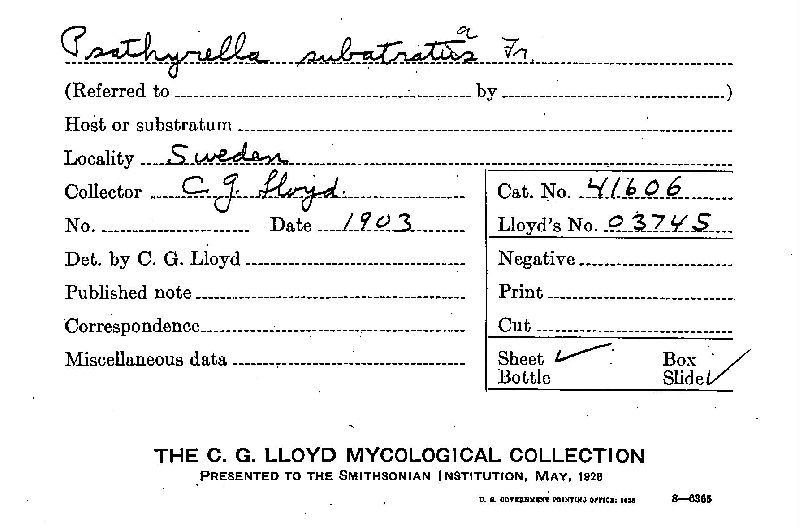 Psathyrella subatratus a Fr.
(Referred to by )
Host or substratum
Locality Sweden
Collector C. G. Lloyd.
Cat. No. 41606
No. Date 1903
Lloyd's No. 03745
Det. by C. G. Lloyd
Negative
Published note
Print
Correspondence
Cut
Miscellaneous data
Sheet ✓ Box
Bottle Slide ✓
THE C. G. LLOYD MYCOLOGICAL COLLECTION
PRESENTED TO THE SMITHSONIAN INSTITUTION, MAY, 1928
U. S. GOVERNMENT PRINTING OFFICE: 8—6365